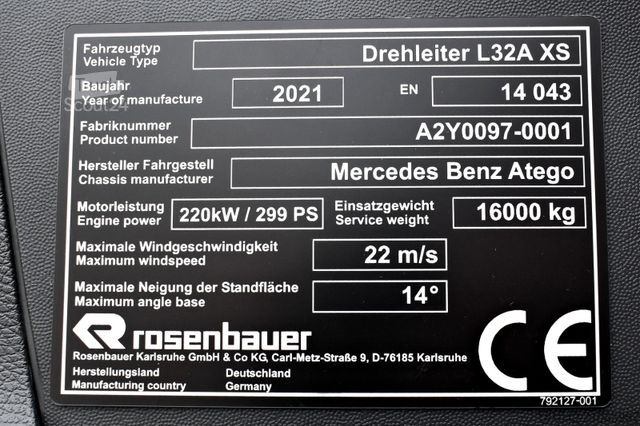 Fahrzeugtyp
Vehicle Type
Drehleiter L32A XS
Baujahr
Year of manufacture
2021
EN
14 043
Scout24
Fabriknummer
Product number
A2Y0097-0001
Hersteller Fahrgestell
Chassis manufacturer
Mercedes Benz Atego
Motorleistung
Engine power
220kW / 299 PS
Einsatzgewicht
Service weight
16000 kg
Maximale Windgeschwindigkeit
Maximum windspeed
22 m/s
Maximale Neigung der Standfläche
Maximum angle base
14°
rosenbauer
Rosenbauer Karlsruhe GmbH & Co KG, Carl-Metz-Straße 9, D-76185 Karlsruhe
Herstellungsland Deutschland
Manufacturing country Germany
CE
792127-001